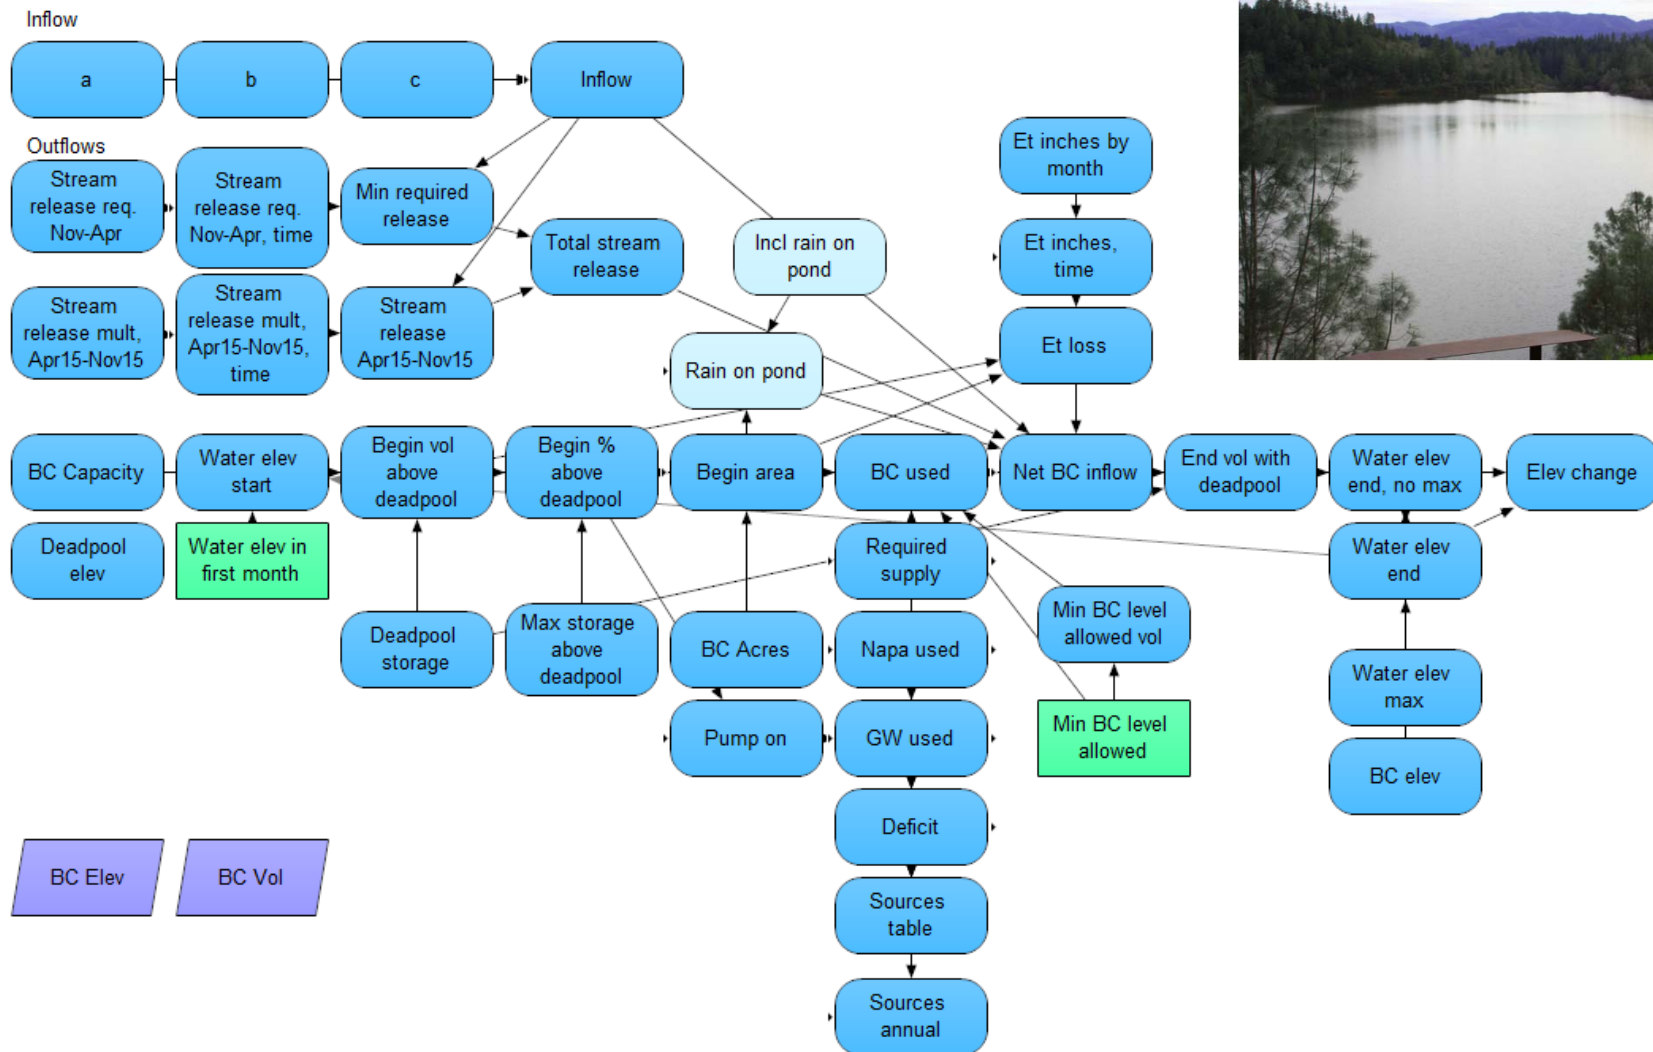 Inflow
a
b
c
Inflow
Outflows
Stream
release req.
Nov-Apr
Stream
release req.
Nov-Apr, time
Min required
release
Total stream
release
Incl rain on
pond
Et inches by
month
Et inches,
time
Stream
release mult,
Apr15-Nov15
Stream
release mult,
Apr15-Nov15,
time
Stream
release
Apr15-Nov15
Rain on pond
Et loss
BC Capacity
Water elev
start
Begin vol
above
deadpool
Begin %
above
deadpool
Begin area
BC used
Net BC inflow
End vol with
deadpool
Water elev
end, no max
Elev change
Deadpool
elev
Water elev in
first month
Required
supply
Water elev
end
Deadpool
storage
Max storage
above
deadpool
BC Acres
Napa used
Min BC level
allowed vol
Water elev
max
Pump on
GW used
Min BC level
allowed
BC elev
Deficit
BC Elev
BC Vol
Sources
table
Sources
annual